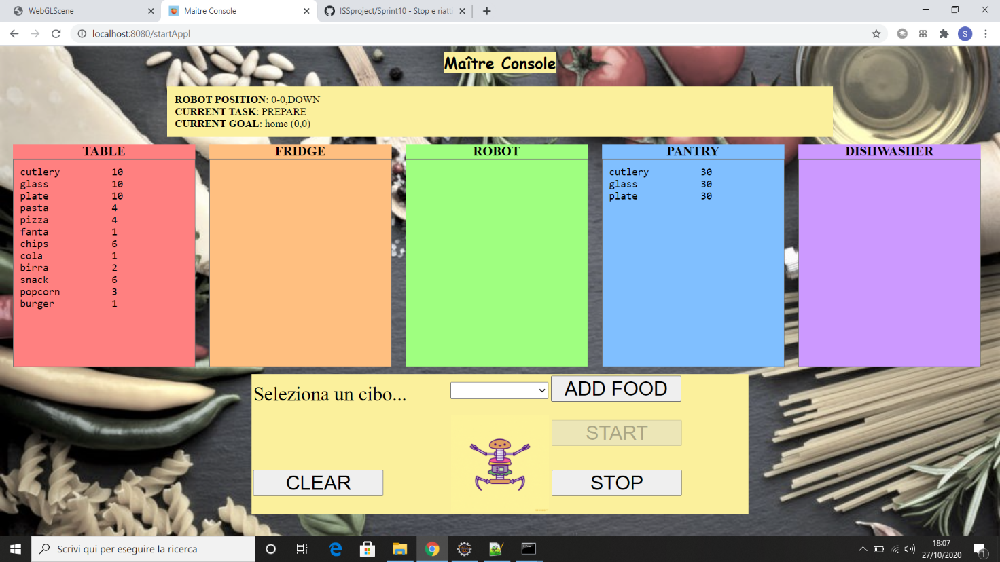 WebGLScene
Maitre Console
ISSproject/Sprint10 - Stop e riatti
localhost:8080/startAppl
S
Maître Console
ROBOT POSITION: 0-0,DOWN
CURRENT TASK: PREPARE
CURRENT GOAL: home (0,0)
TABLE
cutlery 10
glass 10
plate 10
pasta 4
pizza 4
fanta 1
chips 6
cola 1
birra 2
snack 6
popcorn 3
burger 1
FRIDGE
ROBOT
PANTRY
cutlery 30
glass 30
plate 30
DISHWASHER
Seleziona un cibo...
ADD FOOD
START
CLEAR
STOP
Scrivi qui per eseguire la ricerca
18:07
27/10/2020
1